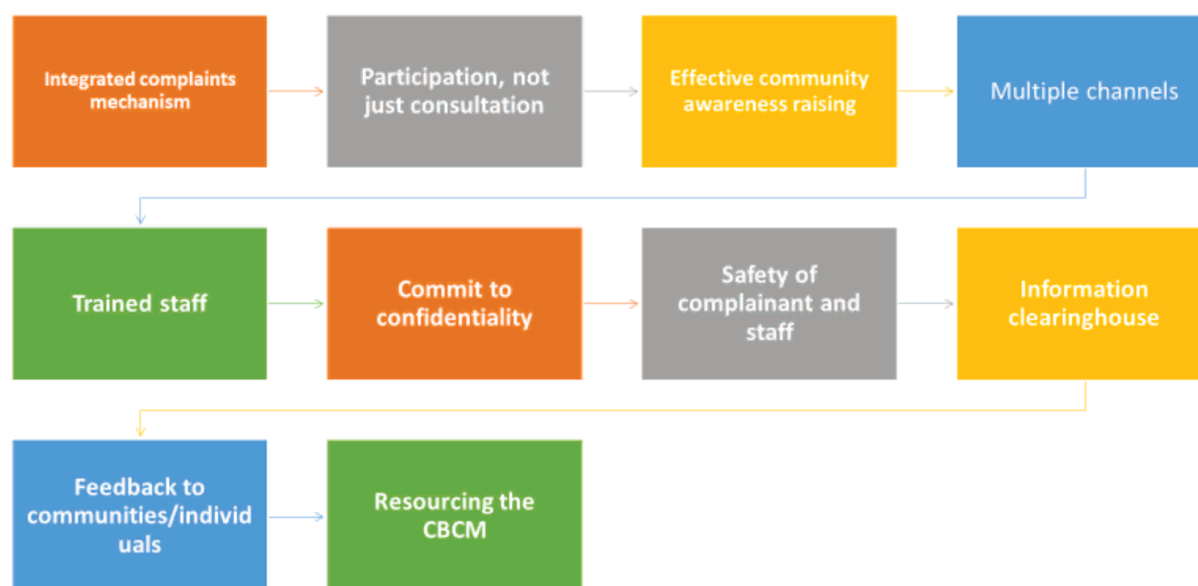 Integrated complaints
mechanism
Participation, not
just consultation
Effective community
awareness raising
Multiple channels
Trained staff
Commit to
confidentiality
Safety of
complainant and
staff
Information
clearinghouse
Feedback to
communities/individ
uals
Resourcing the
CBCM